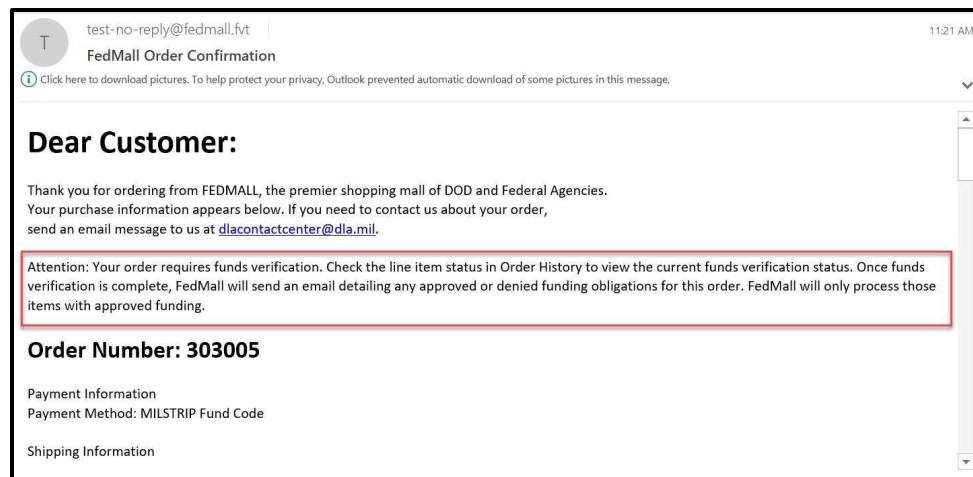 T
test-no-reply@fedmall.fvt
11:21 AM
FedMall Order Confirmation
Click here to download pictures. To help protect your privacy, Outlook prevented automatic download of some pictures in this message.
Dear Customer:
Thank you for ordering from FEDMALL, the premier shopping mall of DOD and Federal Agencies.
Your purchase information appears below. If you need to contact us about your order,
send an email message to us at dlacontactcenter@dla.mil.
Attention: Your order requires funds verification. Check the line item status in Order History to view the current funds verification status. Once funds
verification is complete, FedMall will send an email detailing any approved or denied funding obligations for this order. FedMall will only process those
items with approved funding.
Order Number: 303005
Payment Information
Payment Method: MILSTRIP Fund Code
Shipping Information